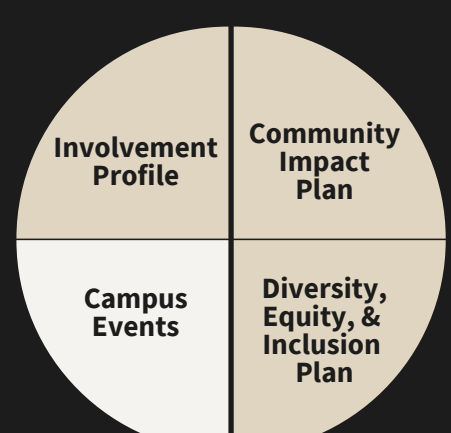 Involvement
Profile
Community
Impact
Plan
Campus
Events
Diversity,
Equity, &
Inclusion
Plan